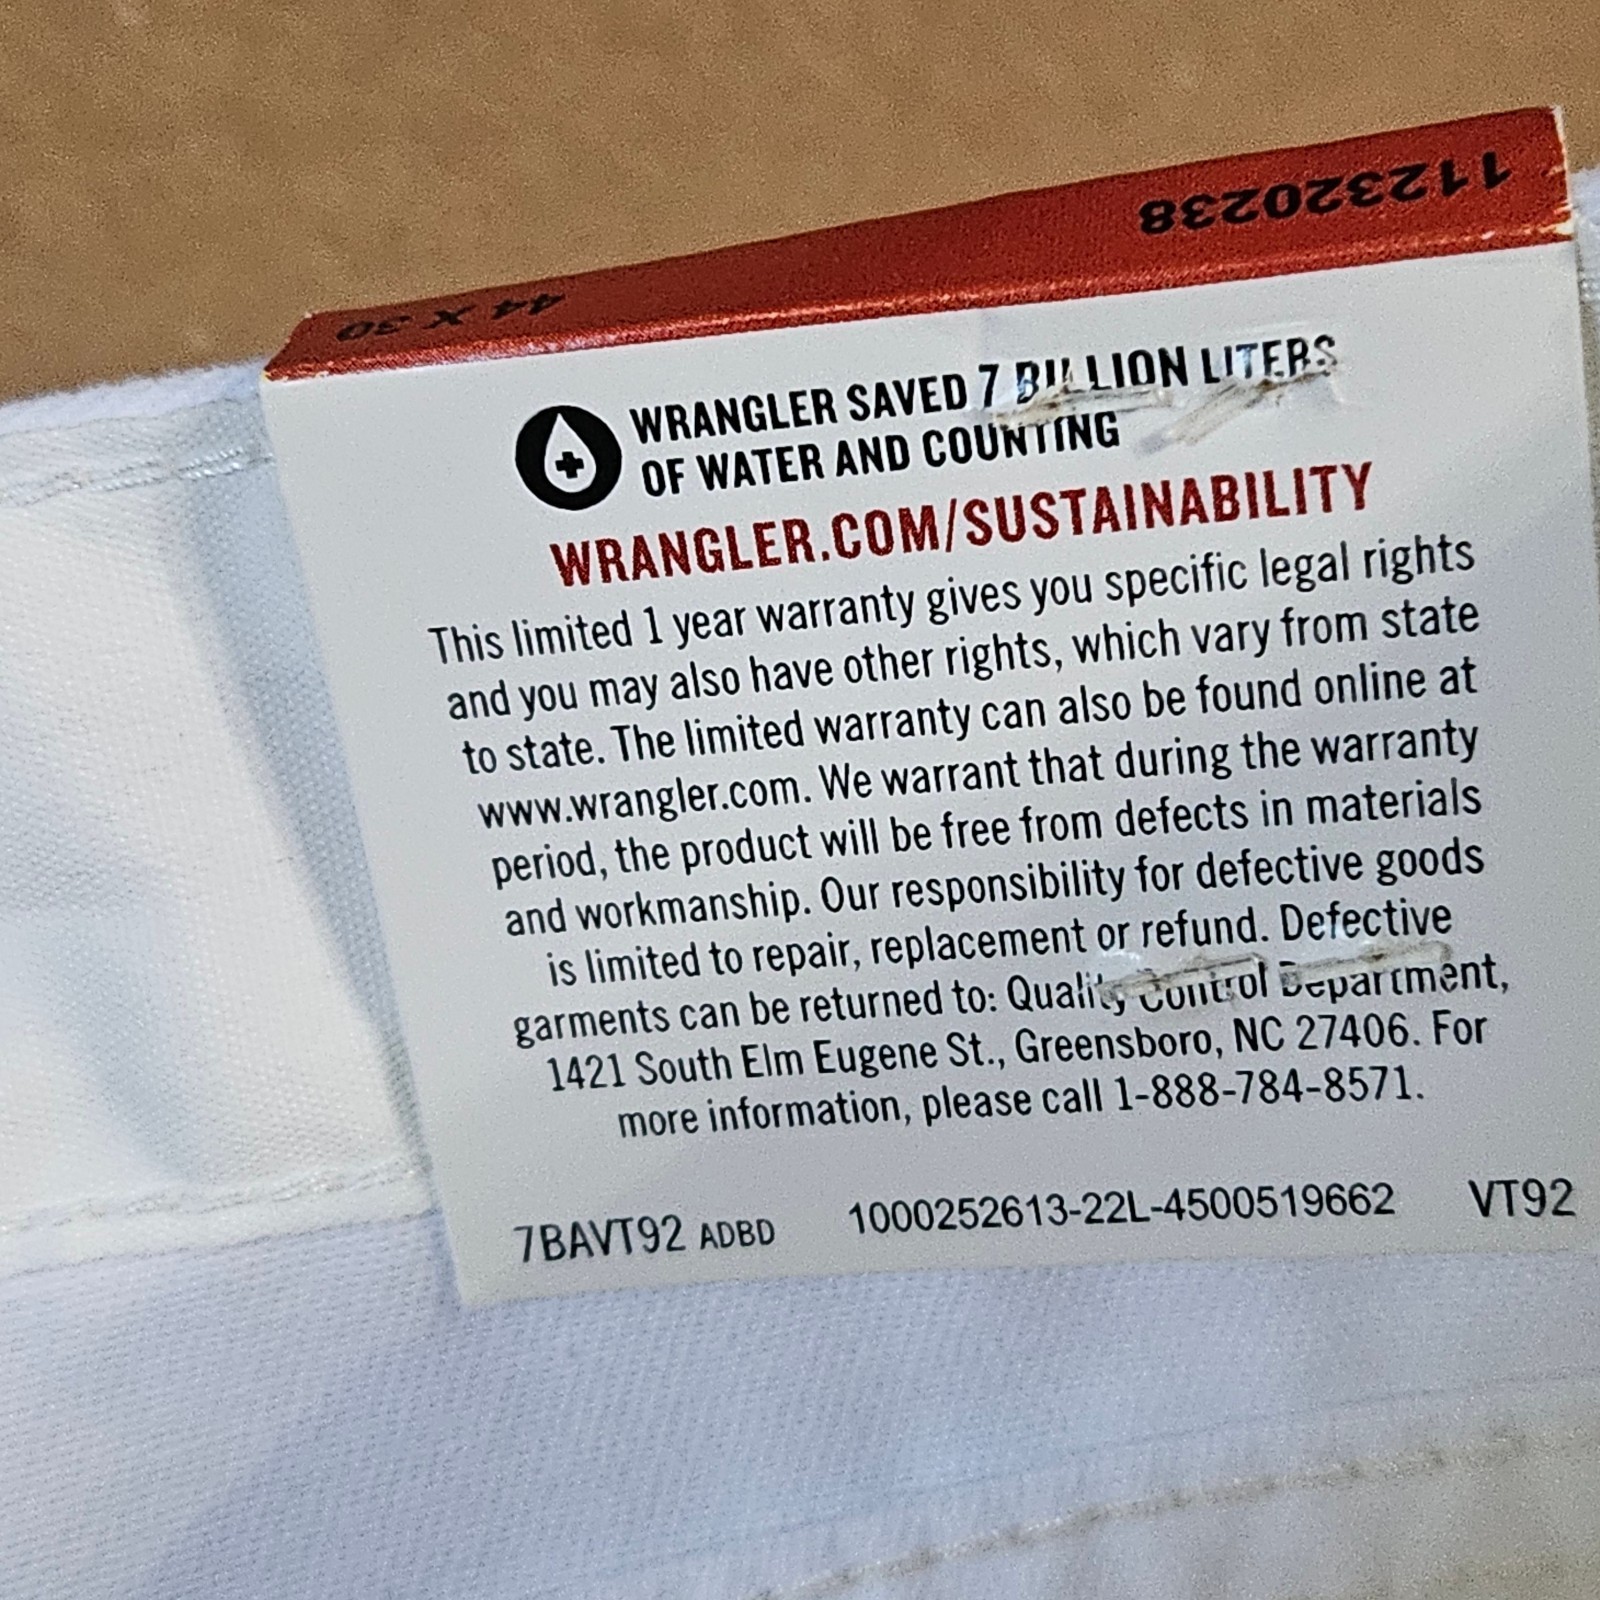 44 X 30
112320238
WRANGLER SAVED 7 BILLION LITERS
OF WATER AND COUNTING
WRANGLER.COM/SUSTAINABILITY
This limited 1 year warranty gives you specific legal rights
and you may also have other rights, which vary from state
to state. The limited warranty can also be found online at
www.wrangler.com. We warrant that during the warranty
period, the product will be free from defects in materials
and workmanship. Our responsibility for defective goods
is limited to repair, replacement or refund. Defective
garments can be returned to: Quality Control Department,
1421 South Elm Eugene St., Greensboro, NC 27406. For
more information, please call 1-888-784-8571.
7BAVT92 ADBD 1000252613-22L-4500519662 VT92